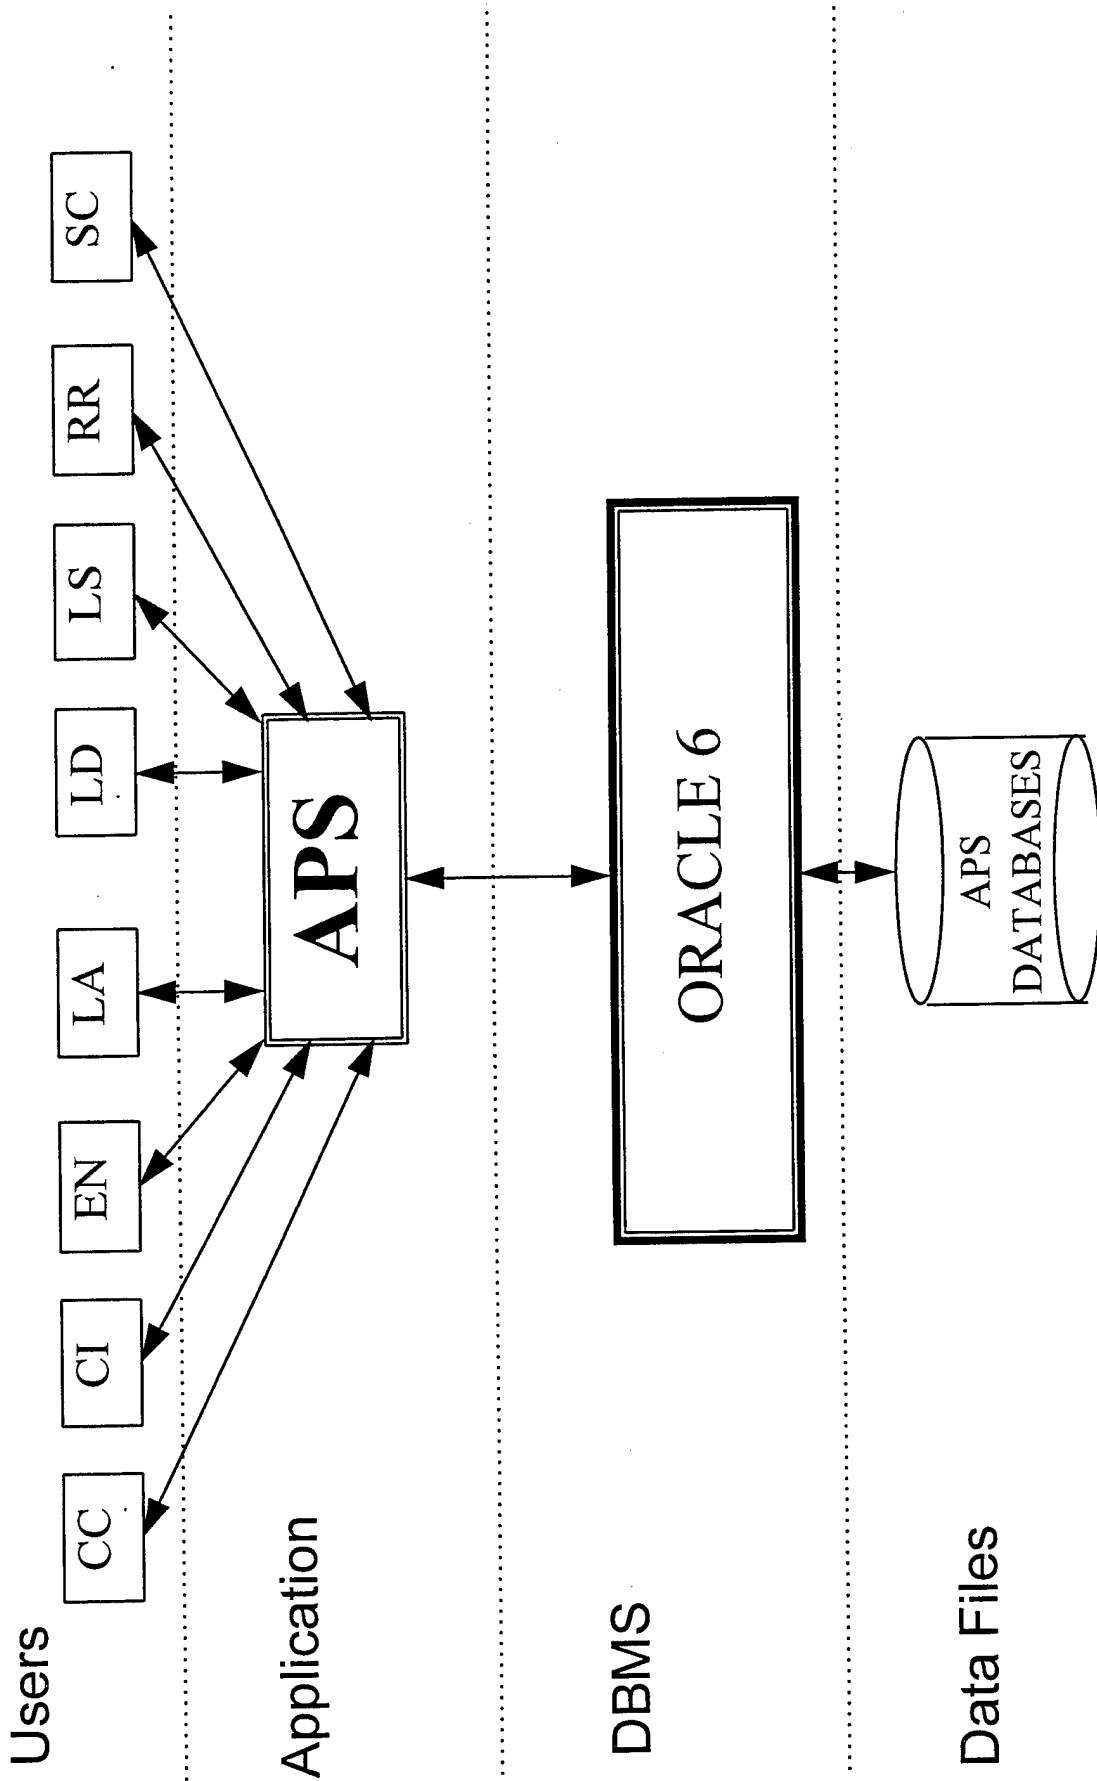 Users
CC
CI
EN
LA
LD
LS
RR
SC
Application
APS
DBMS
ORACLE 6
Data Files
APS
DATABASES